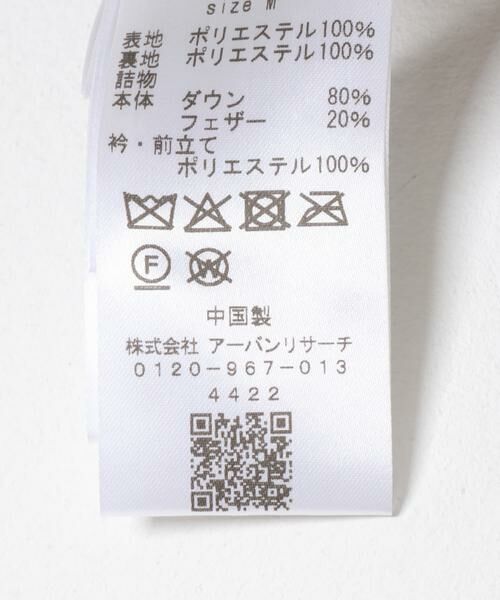 size M
表地 ポリエステル100%
裏地 ポリエステル100%
詰物
本体 ダウン 80%
フェザー 20%
衿・前立て
ポリエステル100%
F W
中国製
株式会社 アーバンリサーチ
0120-967-013
4422